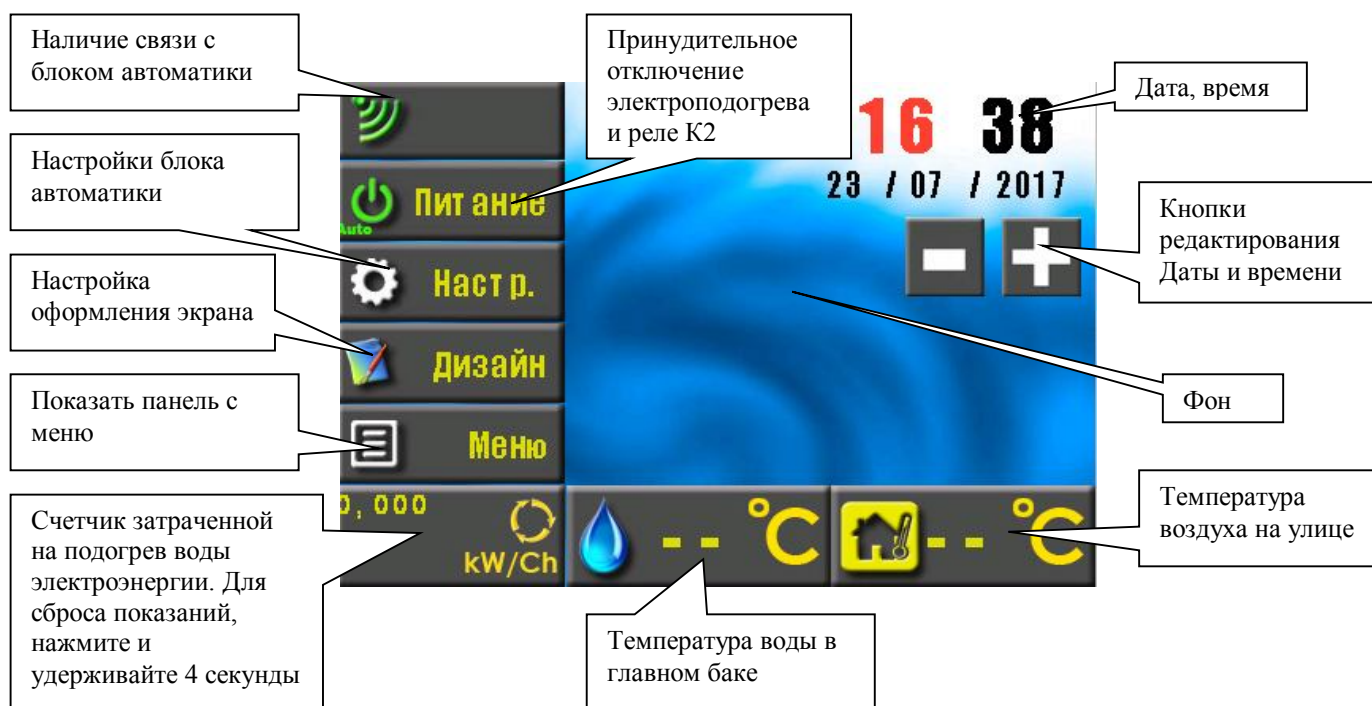 Наличие связи с
блоком автоматики
Принудительное
отключение
электроподогрева
и реле К2
Дата, время
Настройки блока
автоматики
Кнопки
редактирования
Даты и времени
Настройка
оформления экрана
Показать панель с
меню
Фон
Счетчик затраченной
на подогрев воды
электроэнергии. Для
сброса показаний,
нажмите и
удерживайте 4 секунды
Температура
воздуха на улице
Температура воды в
главном баке
16 38
23 / 07 / 2017
Auto
Питание
Настр.
Дизайн
Меню
0,000
kW/Ch
-- °C
-- °C
- +